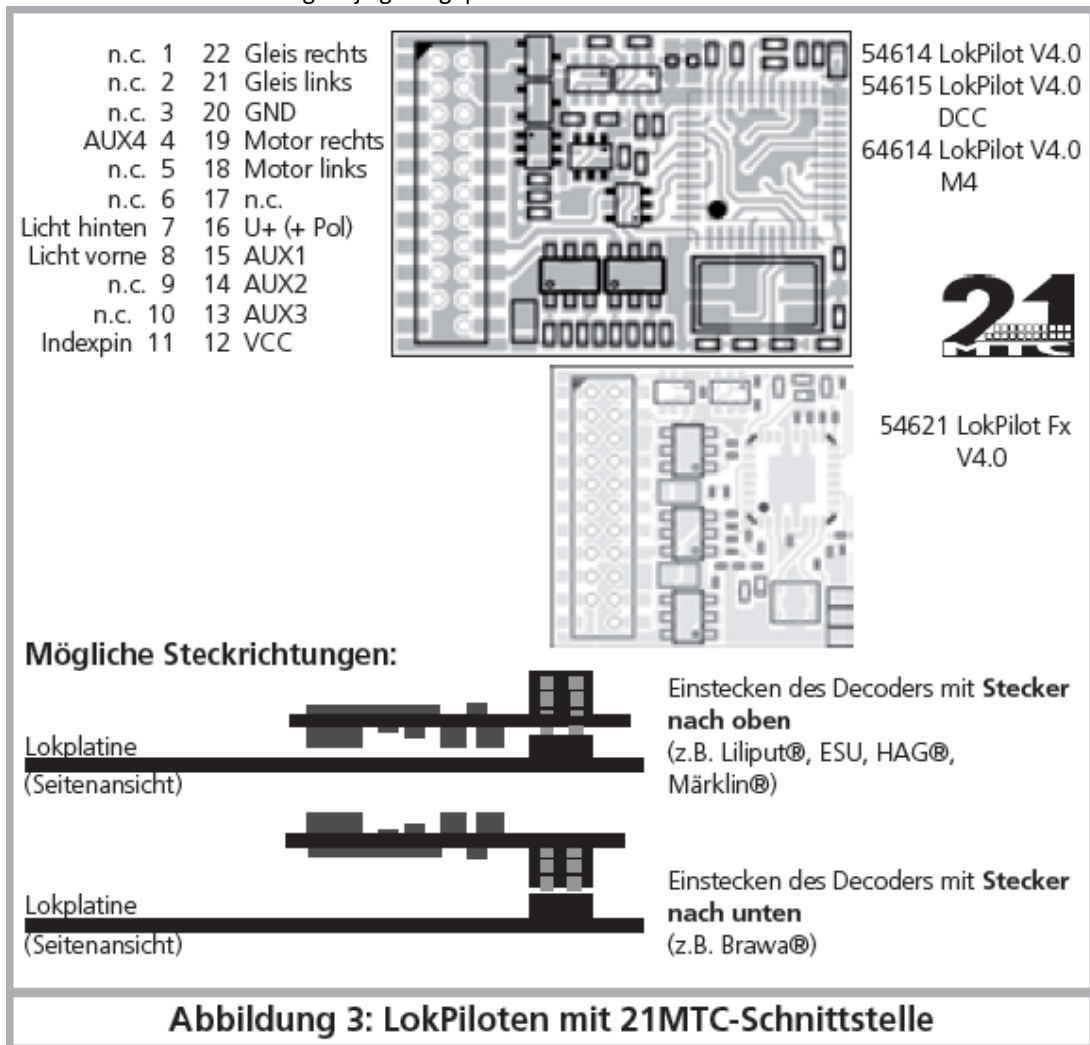 n.c. 1 22 Gleis rechts
n.c. 2 21 Gleis links
n.c. 3 20 GND
AUX4 4 19 Motor rechts
n.c. 5 18 Motor links
n.c. 6 17 n.c.
Licht hinten 7 16 U+ (+ Pol)
Licht vorne 8 15 AUX1
n.c. 9 14 AUX2
n.c. 10 13 AUX3
Indexpin 11 12 VCC
54614 LokPilot V4.0
54615 LokPilot V4.0
DCC
64614 LokPilot V4.0
M4
21
MTC
54621 LokPilot Fx
V4.0
Mögliche Steckrichtungen:
Lokplatine
(Seitenansicht)
Einstecken des Decoders mit Stecker
nach oben
(z.B. Liliput®, ESU, HAG®,
Märklin®)
Lokplatine
(Seitenansicht)
Einstecken des Decoders mit Stecker
nach unten
(z.B. Brawa®)
Abbildung 3: LokPiloten mit 21MTC-Schnittstelle